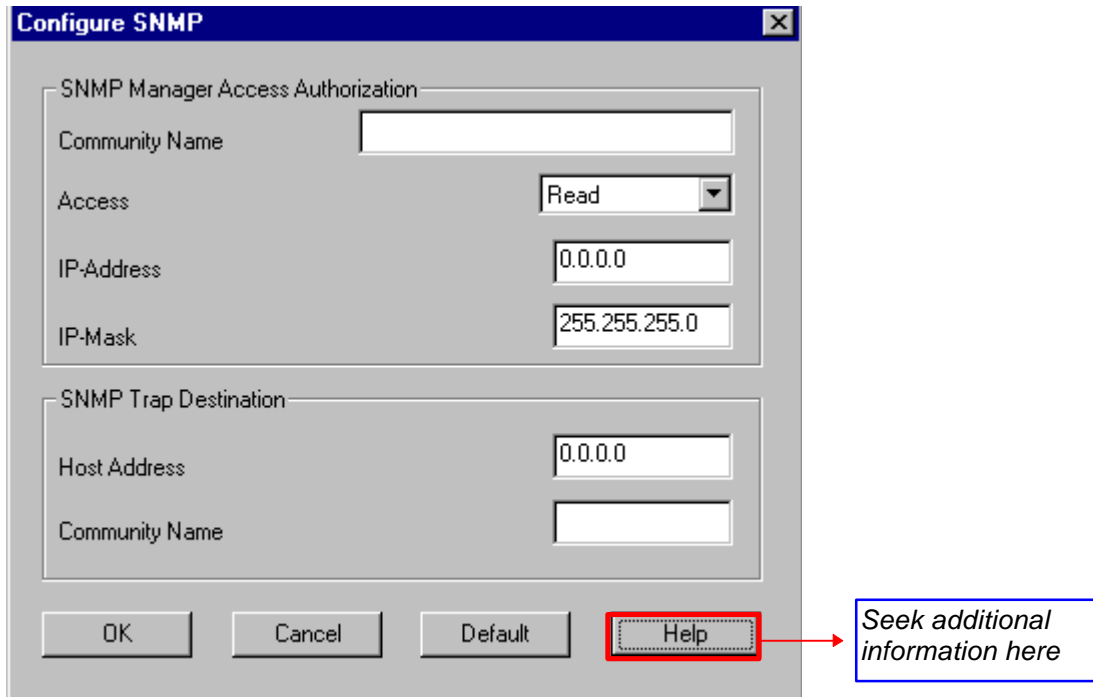 Configure SNMP
SNMP Manager Access Authorization
Community Name
Access
Read
IP-Address
0.0.0.0
IP-Mask
255.255.255.0
SNMP Trap Destination
Host Address
0.0.0.0
Community Name
OK
Cancel
Default
Help
Seek additional
information here